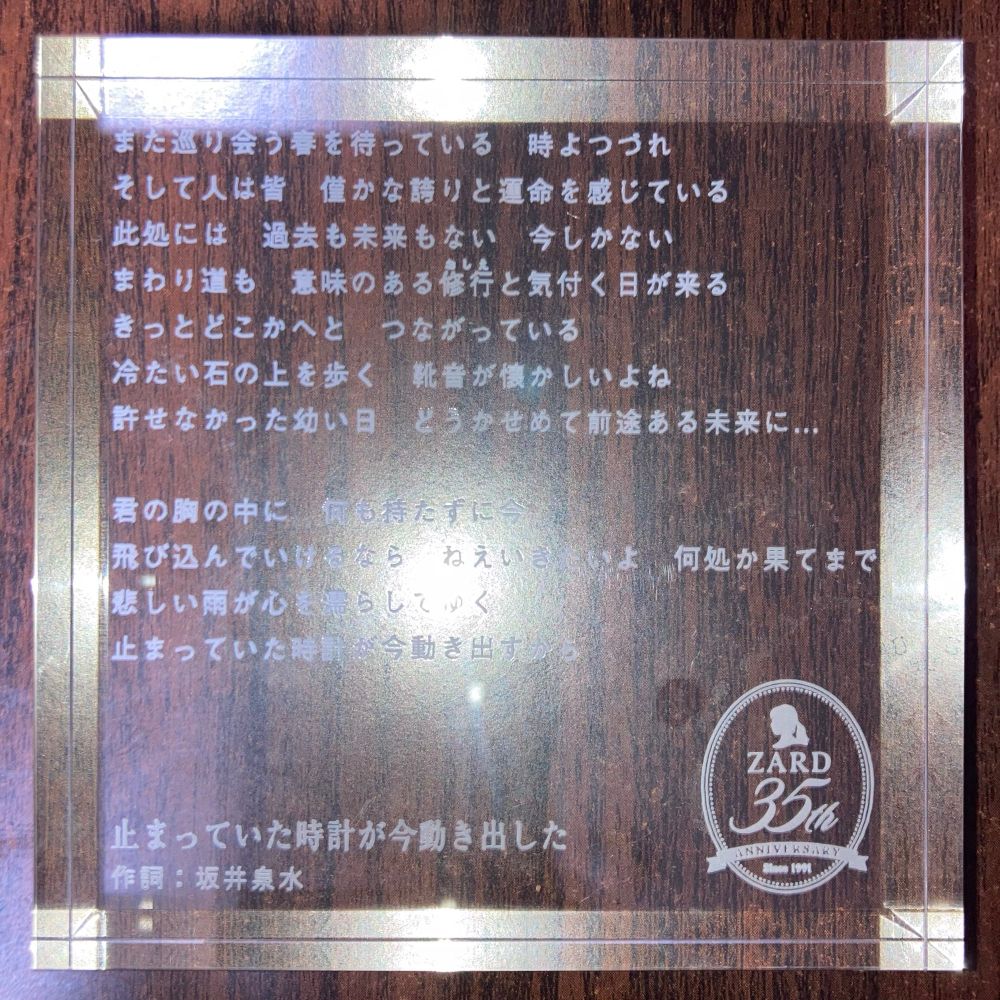 また巡り会う春を待っている　時よつづれ
そして人は皆　僅かな誇りと運命を感じている
此処には　過去も未来もない　今しかない
まわり道も　意味のある修行と気付く日が来る
きっとどこかへと　つながっている
冷たい石の上を歩く　靴音が懐かしいよね
許せなかった幼い日　どうかせめて前途ある未来に…
君の胸の中に　何も持たずに今
飛び込んでいけるなら　ねえ　何処か果てまで
悲しい雨が心を濡らしてゆく
止まっていた時計が今動き出すから
止まっていた時計が今動き出した
作詞：坂井泉水
ZARD
35th
ANNIVERSARY
Since 1991